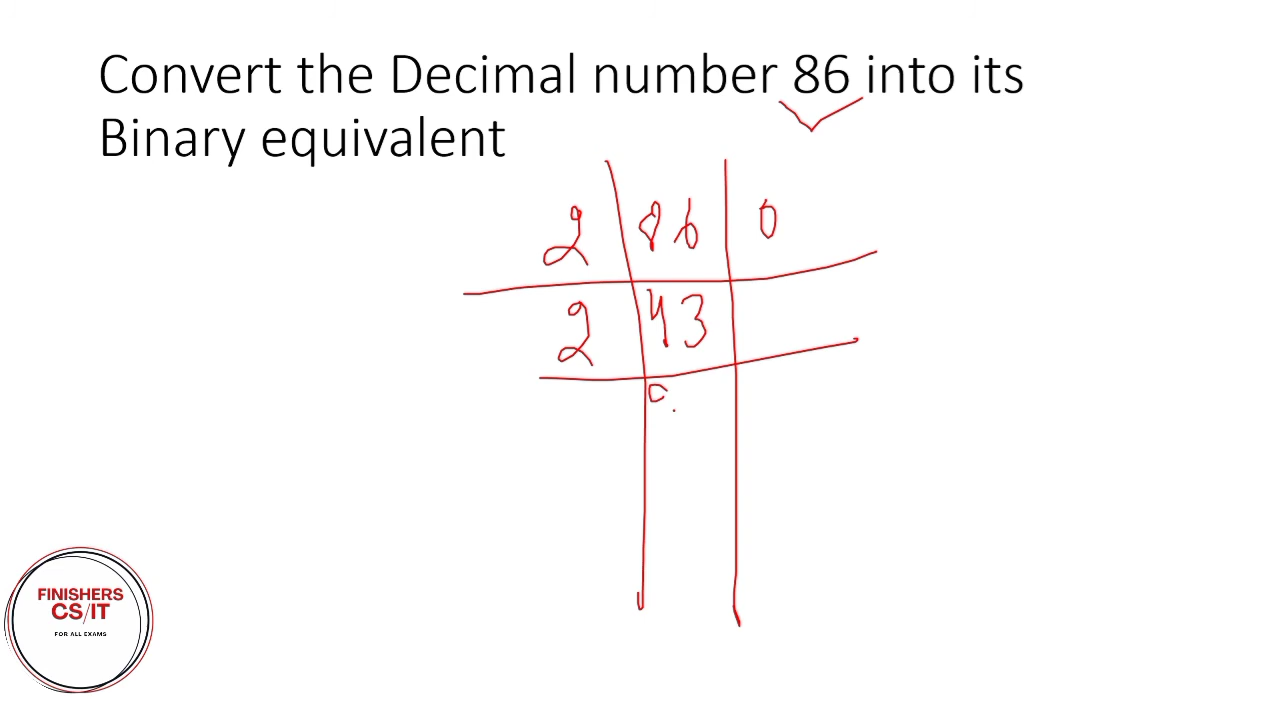 Convert the Decimal number 86 into its
Binary equivalent
2 86 0
2 43
FINISHERS
CS/IT
FOR ALL EXAMS